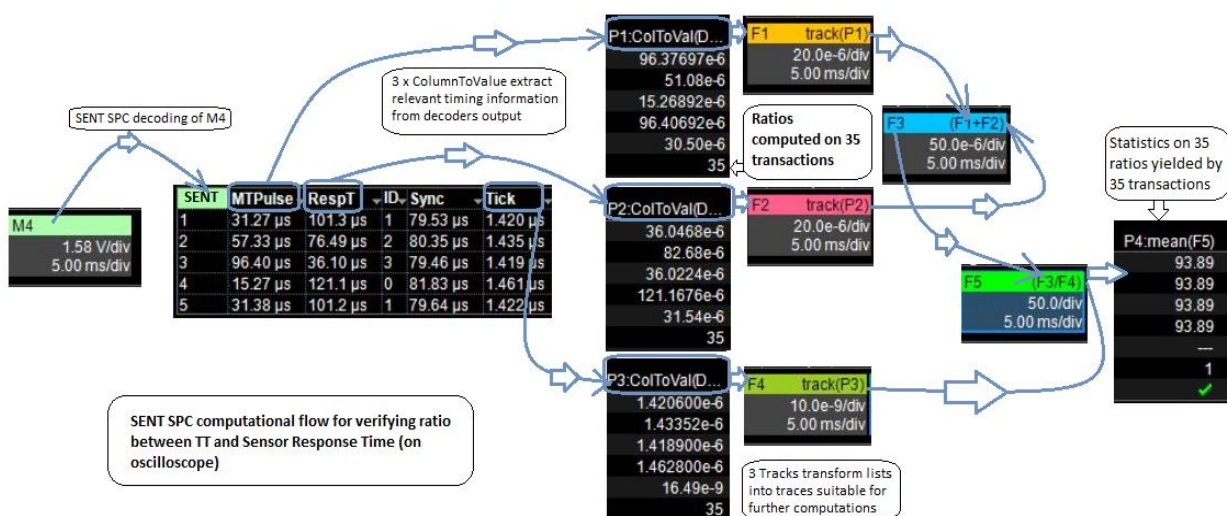 SENT SPC decoding of M4
M4
1.58 V/div
5.00 ms/div
SENT MTPulse RespT ID Sync Tick
1 31.27 µs 101.3 µs 1 79.53 µs 1.420 µs
2 57.33 µs 76.49 µs 2 80.35 µs 1.435 µs
3 96.40 µs 36.10 µs 3 79.46 µs 1.419 µs
4 15.27 µs 121.1 µs 0 81.83 µs 1.461 µs
5 31.38 µs 101.2 µs 1 79.64 µs 1.422 µs
3 x ColumnToValue extract
relevant timing information
from decoders output
P1:ColToVal(D...
96.37697e-6
51.08e-6
15.26892e-6
96.40692e-6
30.50e-6
35
F1 track(P1)
20.0e-6/div
5.00 ms/div
Ratios
computed on 35
transactions
P2:ColToVal(D...
36.0468e-6
82.68e-6
36.0224e-6
121.1676e-6
31.54e-6
35
F2 track(P2)
20.0e-6/div
5.00 ms/div
F3 (F1+F2)
50.0e-6/div
5.00 ms/div
P3:ColToVal(D...
1.420600e-6
1.43352e-6
1.418900e-6
1.462800e-6
16.49e-9
35
F4 track(P3)
10.0e-9/div
5.00 ms/div
3 Tracks transform lists
into traces suitable for
further computations
F5 (F3/F4)
50.0/div
5.00 ms/div
Statistics on 35
ratios yielded by
35 transactions
P4:mean(F5)
93.89
93.89
93.89
93.89
---
1
✓
SENT SPC computational flow for verifying ratio
between TT and Sensor Response Time (on
oscilloscope)